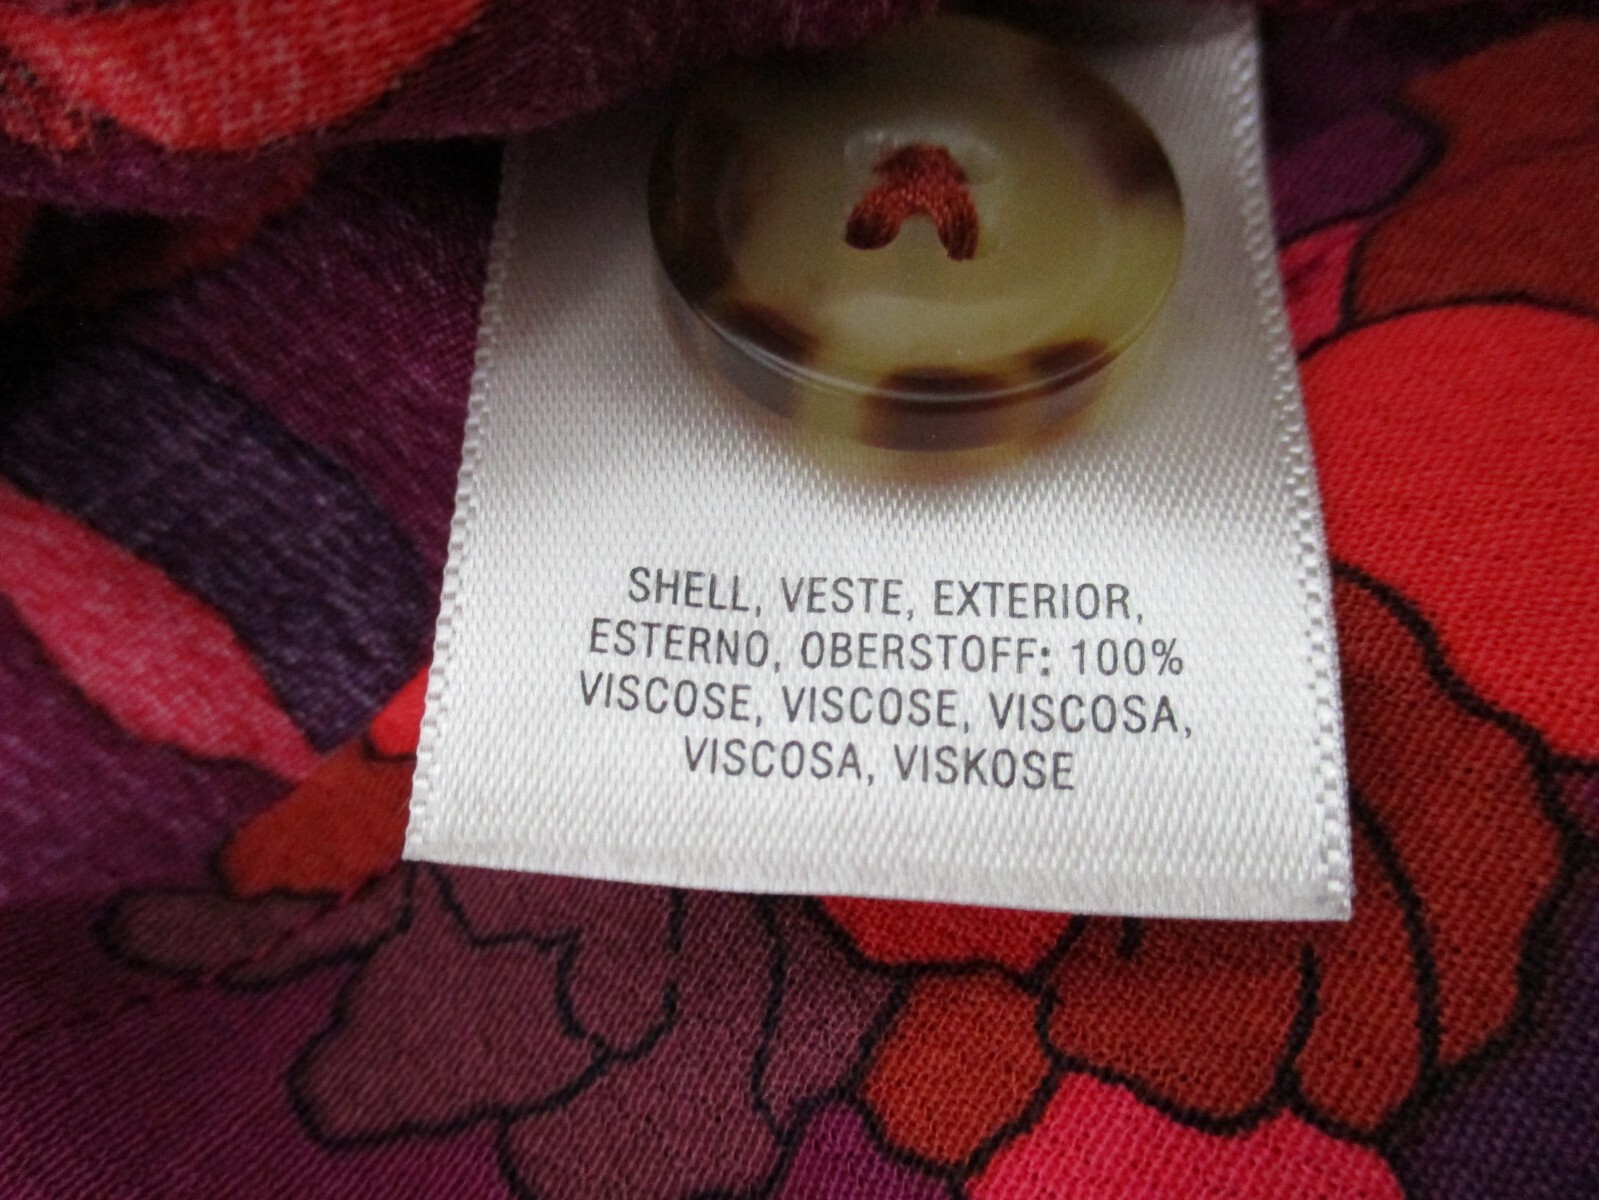 SHELL, VESTE, EXTERIOR,
ESTERNO, OBERSTOFF: 100%
VISCOSE, VISCOSE, VISCOSA,
VISCOSA, VISKOSE